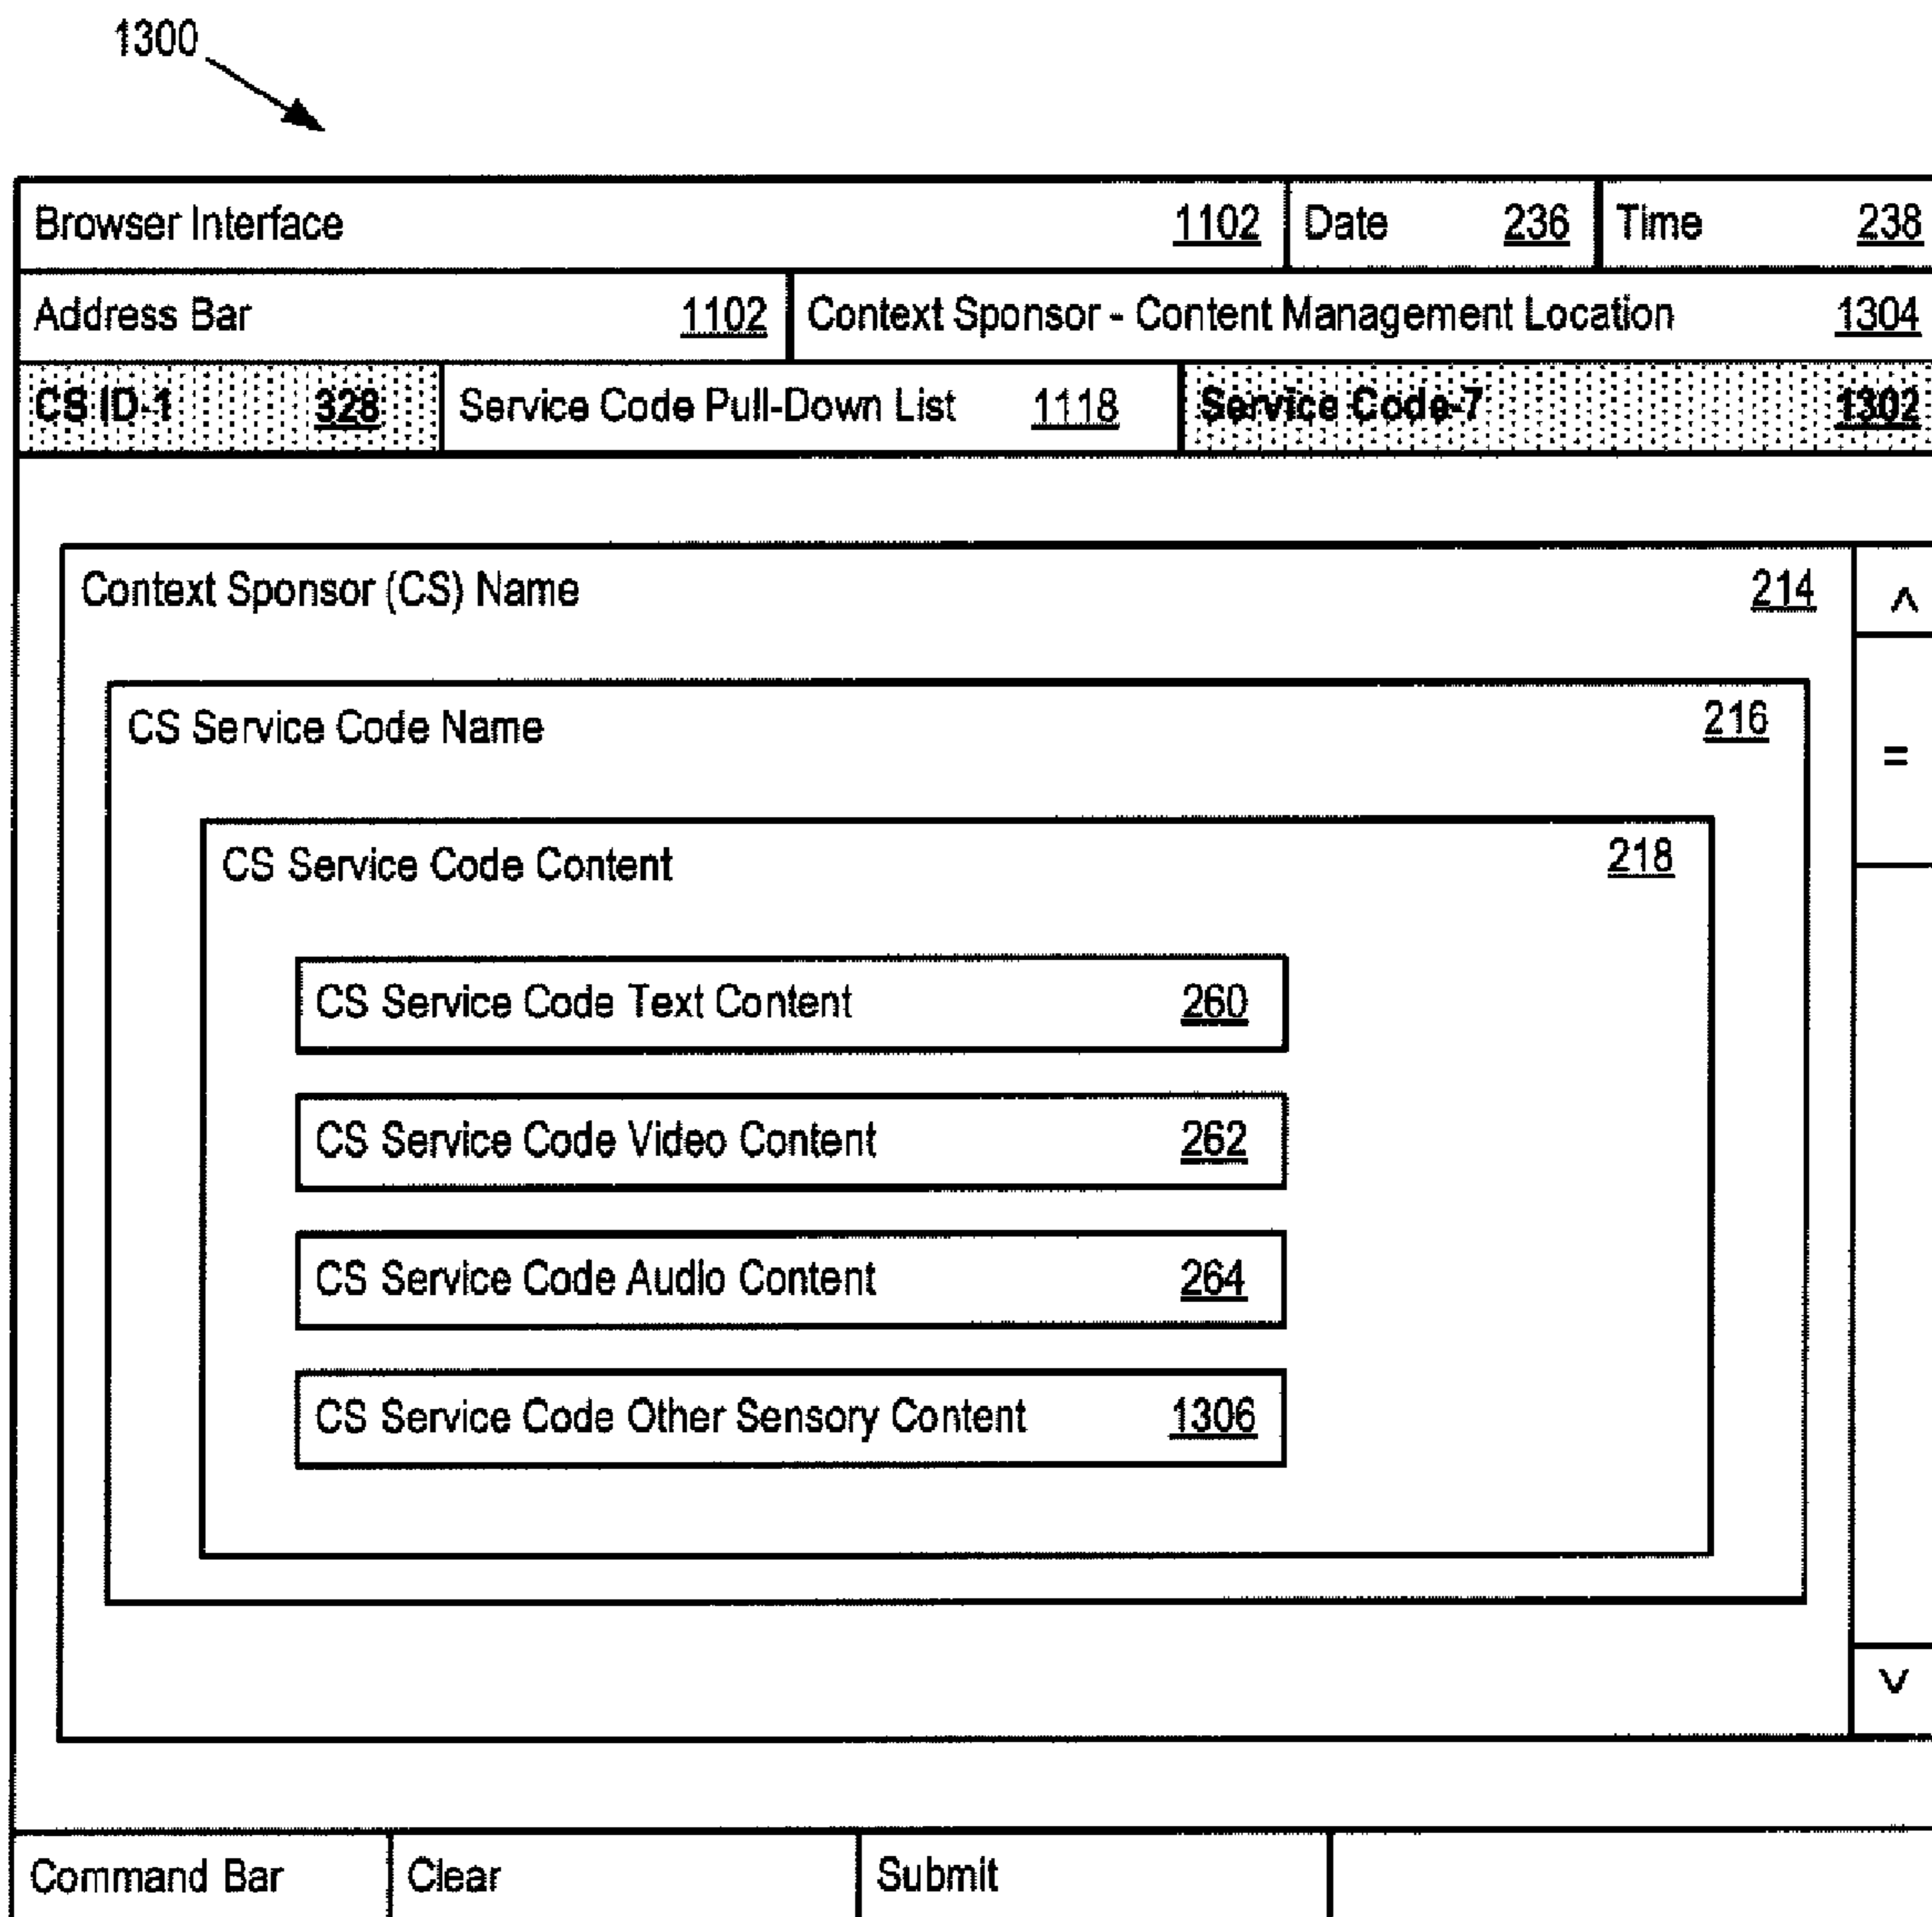 1300
Browser Interface 1102 Date 236 Time 238
Address Bar 1102 Context Sponsor - Content Management Location 1304
CS ID-1 328 Service Code Pull-Down List 1118 Service Code-7 1302
Context Sponsor (CS) Name 214 ^
CS Service Code Name 216
=
CS Service Code Content 218
CS Service Code Text Content 260
CS Service Code Video Content 262
CS Service Code Audio Content 264
CS Service Code Other Sensory Content 1306
v
Command Bar Clear Submit